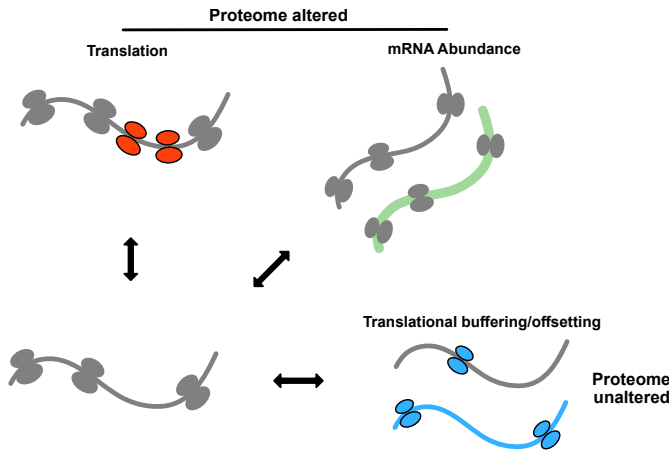 Proteome altered
Translation
mRNA Abundance
Translational buffering/offsetting
Proteome
unaltered